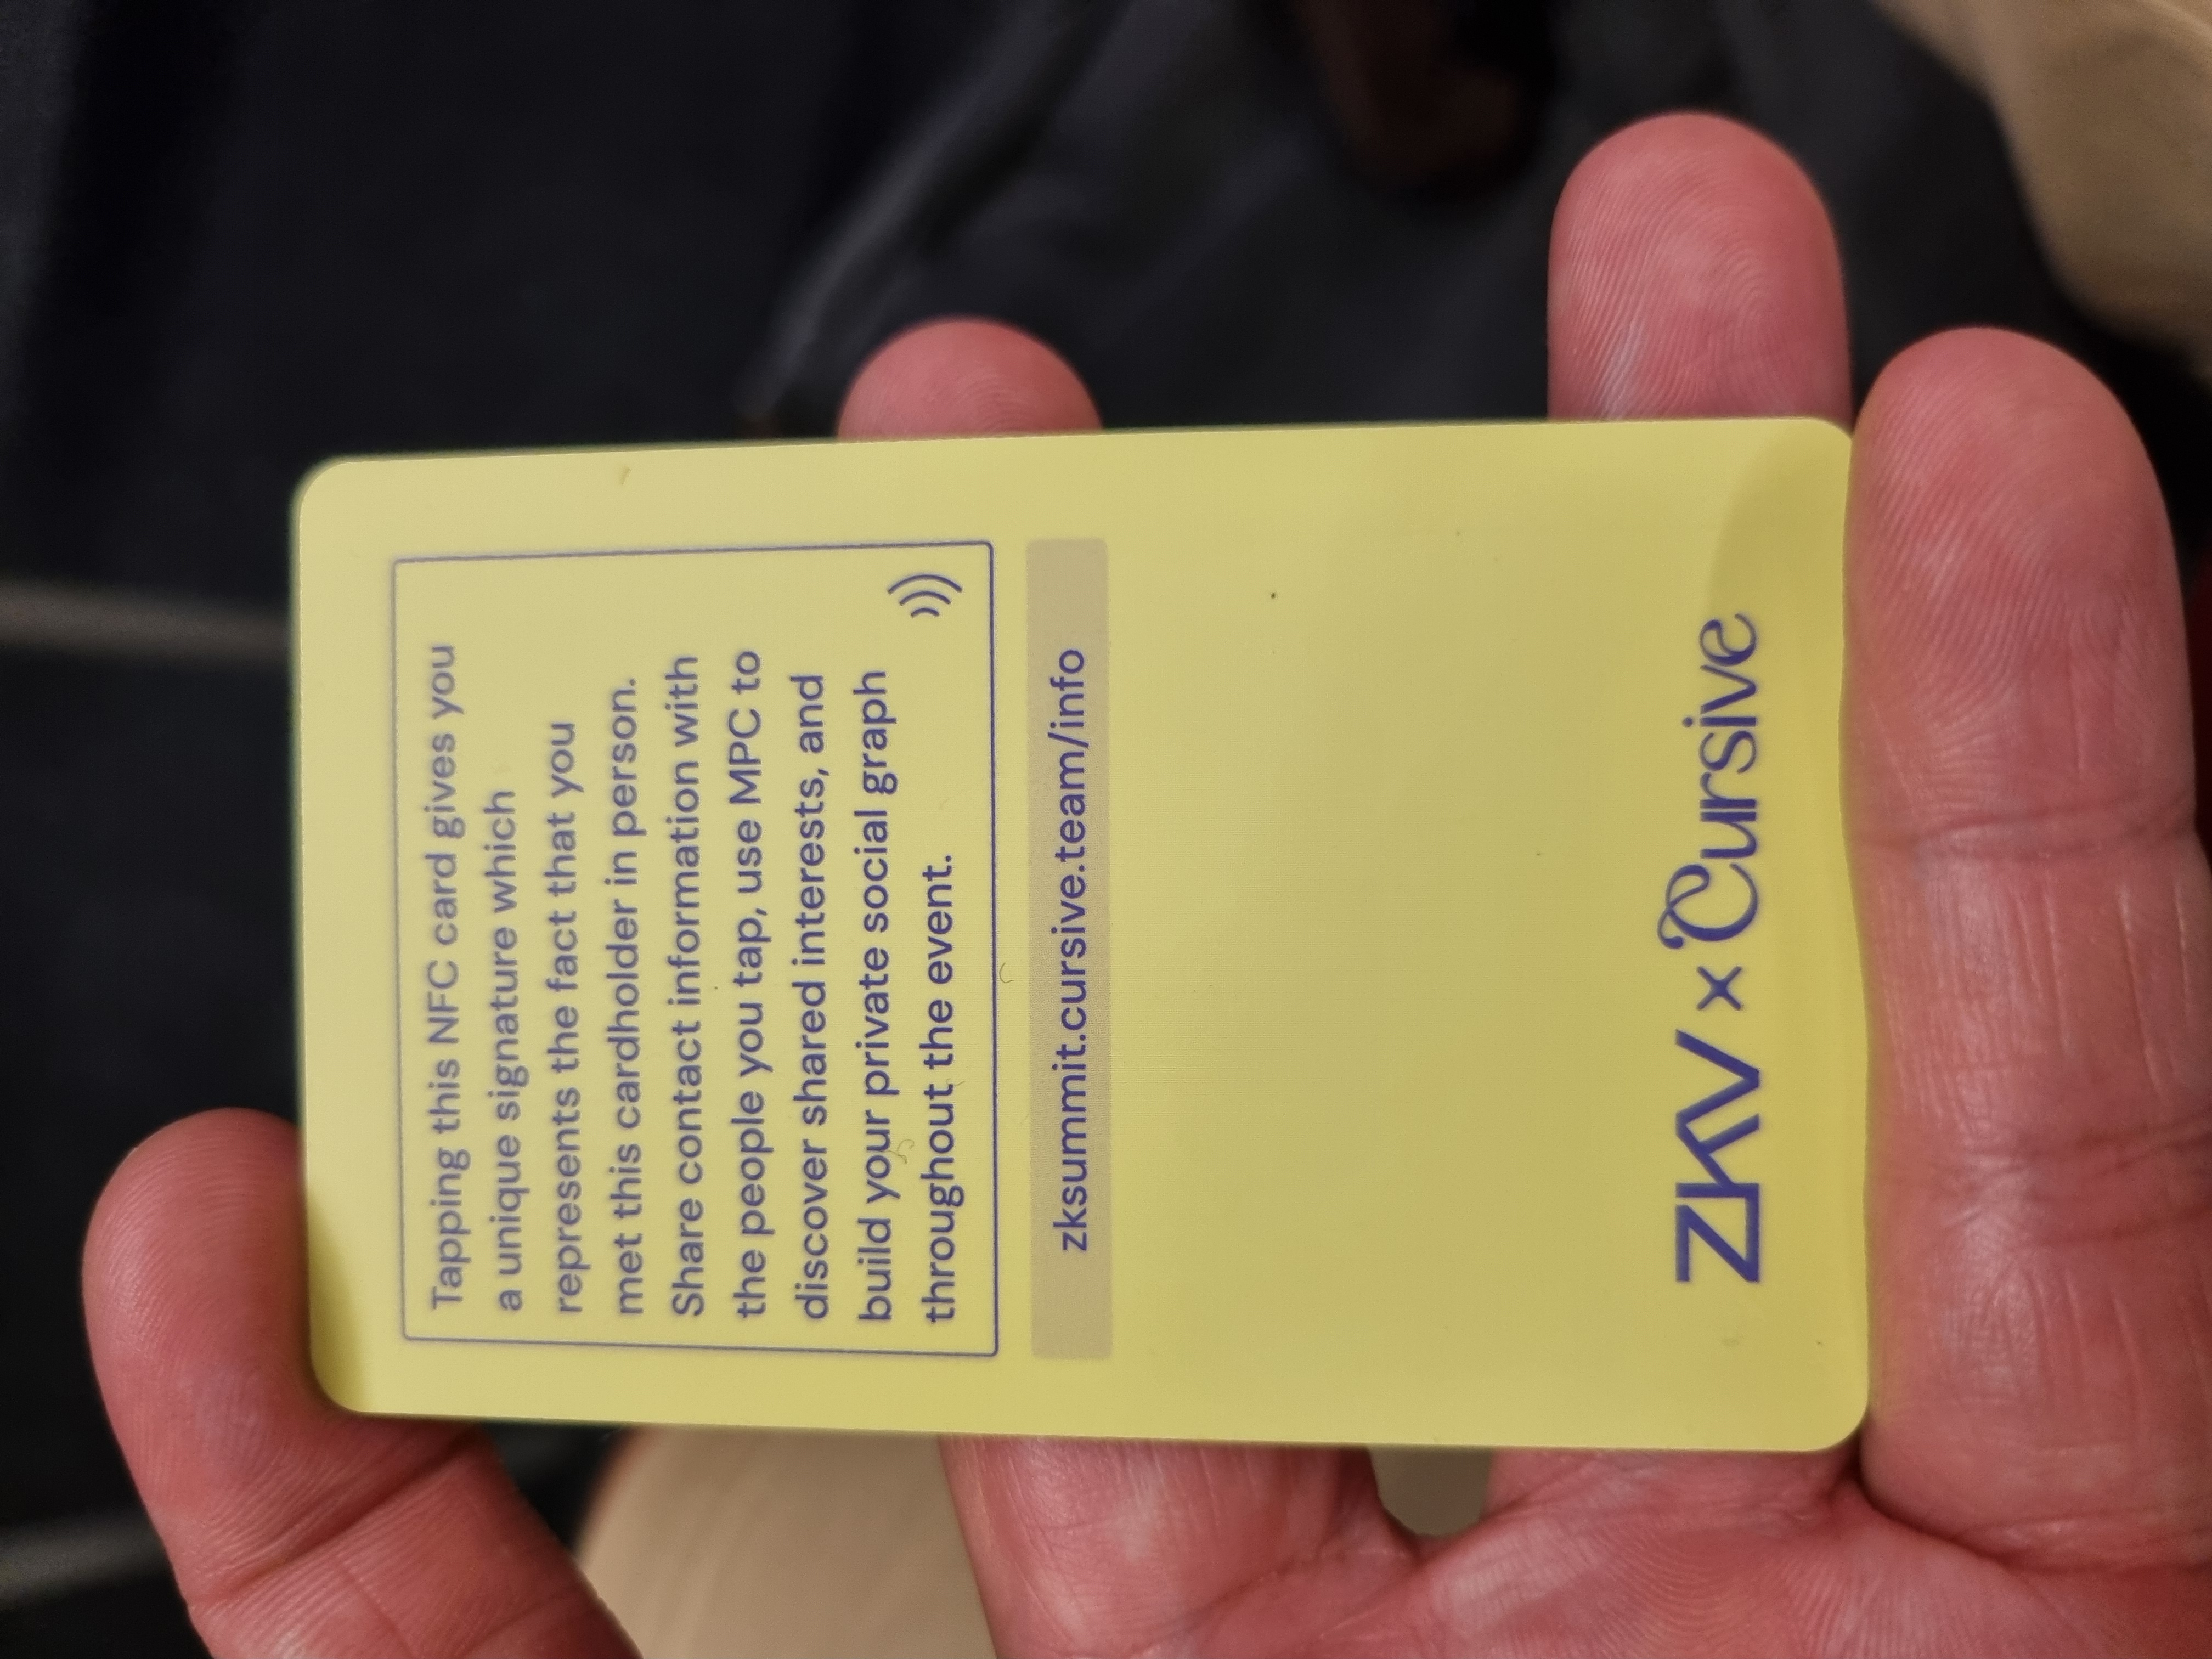 Tapping this NFC card gives you
a unique signature which
represents the fact that you
met this cardholder in person.
Share contact information with
the people you tap, use MPC to
discover shared interests, and
build your private social graph
throughout the event.
zksummit.cursive.team/info
ZKV × Cursive